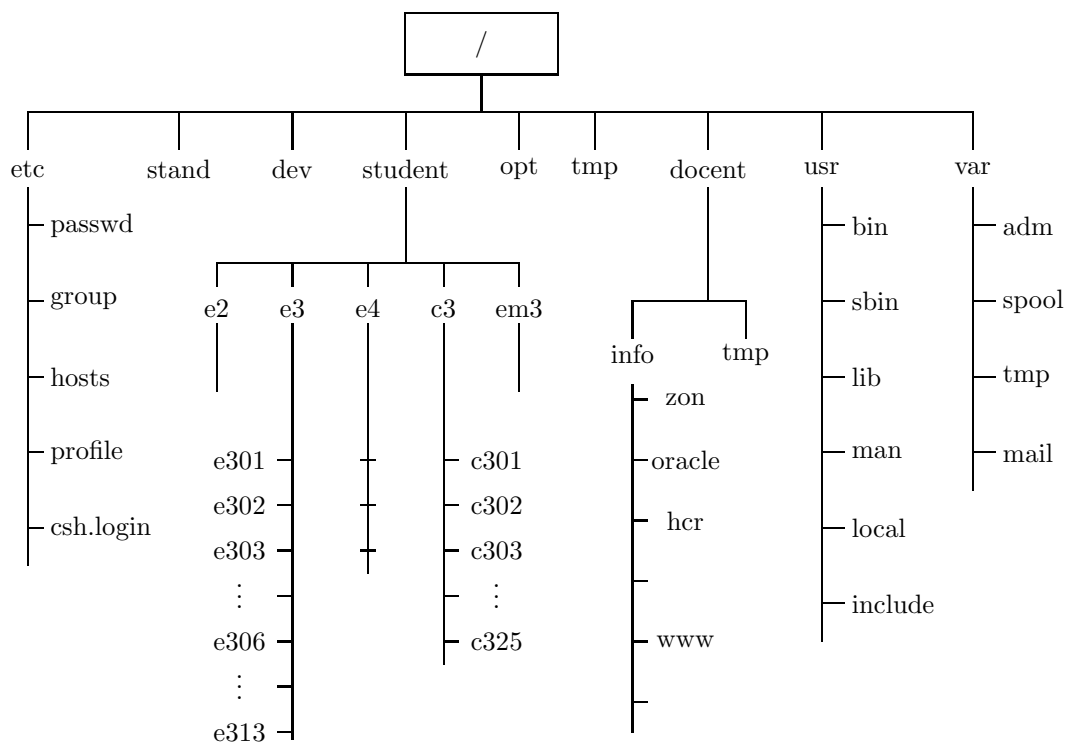 /
etc stand dev student opt tmp docent usr var
passwd bin adm
group sbin spool
e2 e3 e4 c3 em3
info tmp
hosts lib tmp
zon
profile man mail
e301 c301 oracle
e302 c302
hcr
csh.login local
e303 c303
⋮ ⋮
include
e306 c325 www
⋮
e313